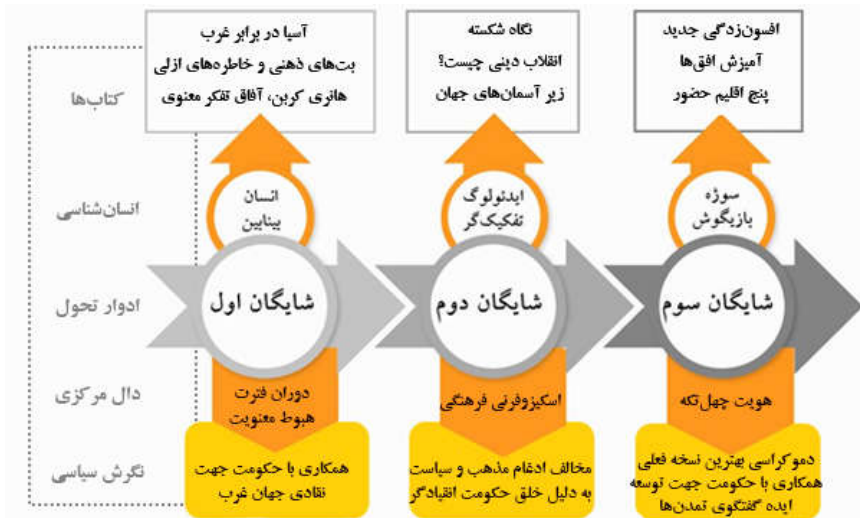 کتاب‌ها
آسیا در برابر غرب
بت‌های ذهنی و خاطره‌های ازلی
هانری کربن، آفاق تفکر معنوی
نگاه شکسته
انقلاب دینی چیست؟
زیر آسمان‌های جهان
افسون‌زدگی جدید
آمیزش افق‌ها
پنج اقلیم حضور
انسان‌شناسی
انسان
بینابین
ایدئولوگ
تفکیک‌گر
سوژه
بازیگوش
ادوار تحول
شایگان اول
شایگان دوم
شایگان سوم
دال مرکزی
دوران فترت
هبوط معنویت
اسکیزوفرنی فرهنگی
هویت چهل‌تکه
نگرش سیاسی
همکاری با حکومت جهت
نقادی جهان غرب
مخالف ادغام مذهب و سیاست
به دلیل خلق حکومت انقیادگر
دموکراسی بهترین نسخه فعلی
همکاری با حکومت جهت توسعه
ایده گفتگوی تمدن‌ها